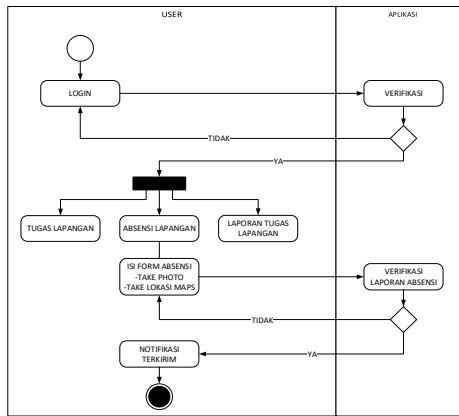 USER
APLIKASI
LOGIN
VERIFIKASI
TIDAK
YA
TUGAS LAPANGAN
ABSENSI LAPANGAN
LAPORAN TUGAS
LAPANGAN
ISI FORM ABSENSI
-TAKE PHOTO
-TAKE LOKASI MAPS
VERIFIKASI
LAPORAN ABSENSI
TIDAK
NOTIFIKASI
TERKIRIM
YA